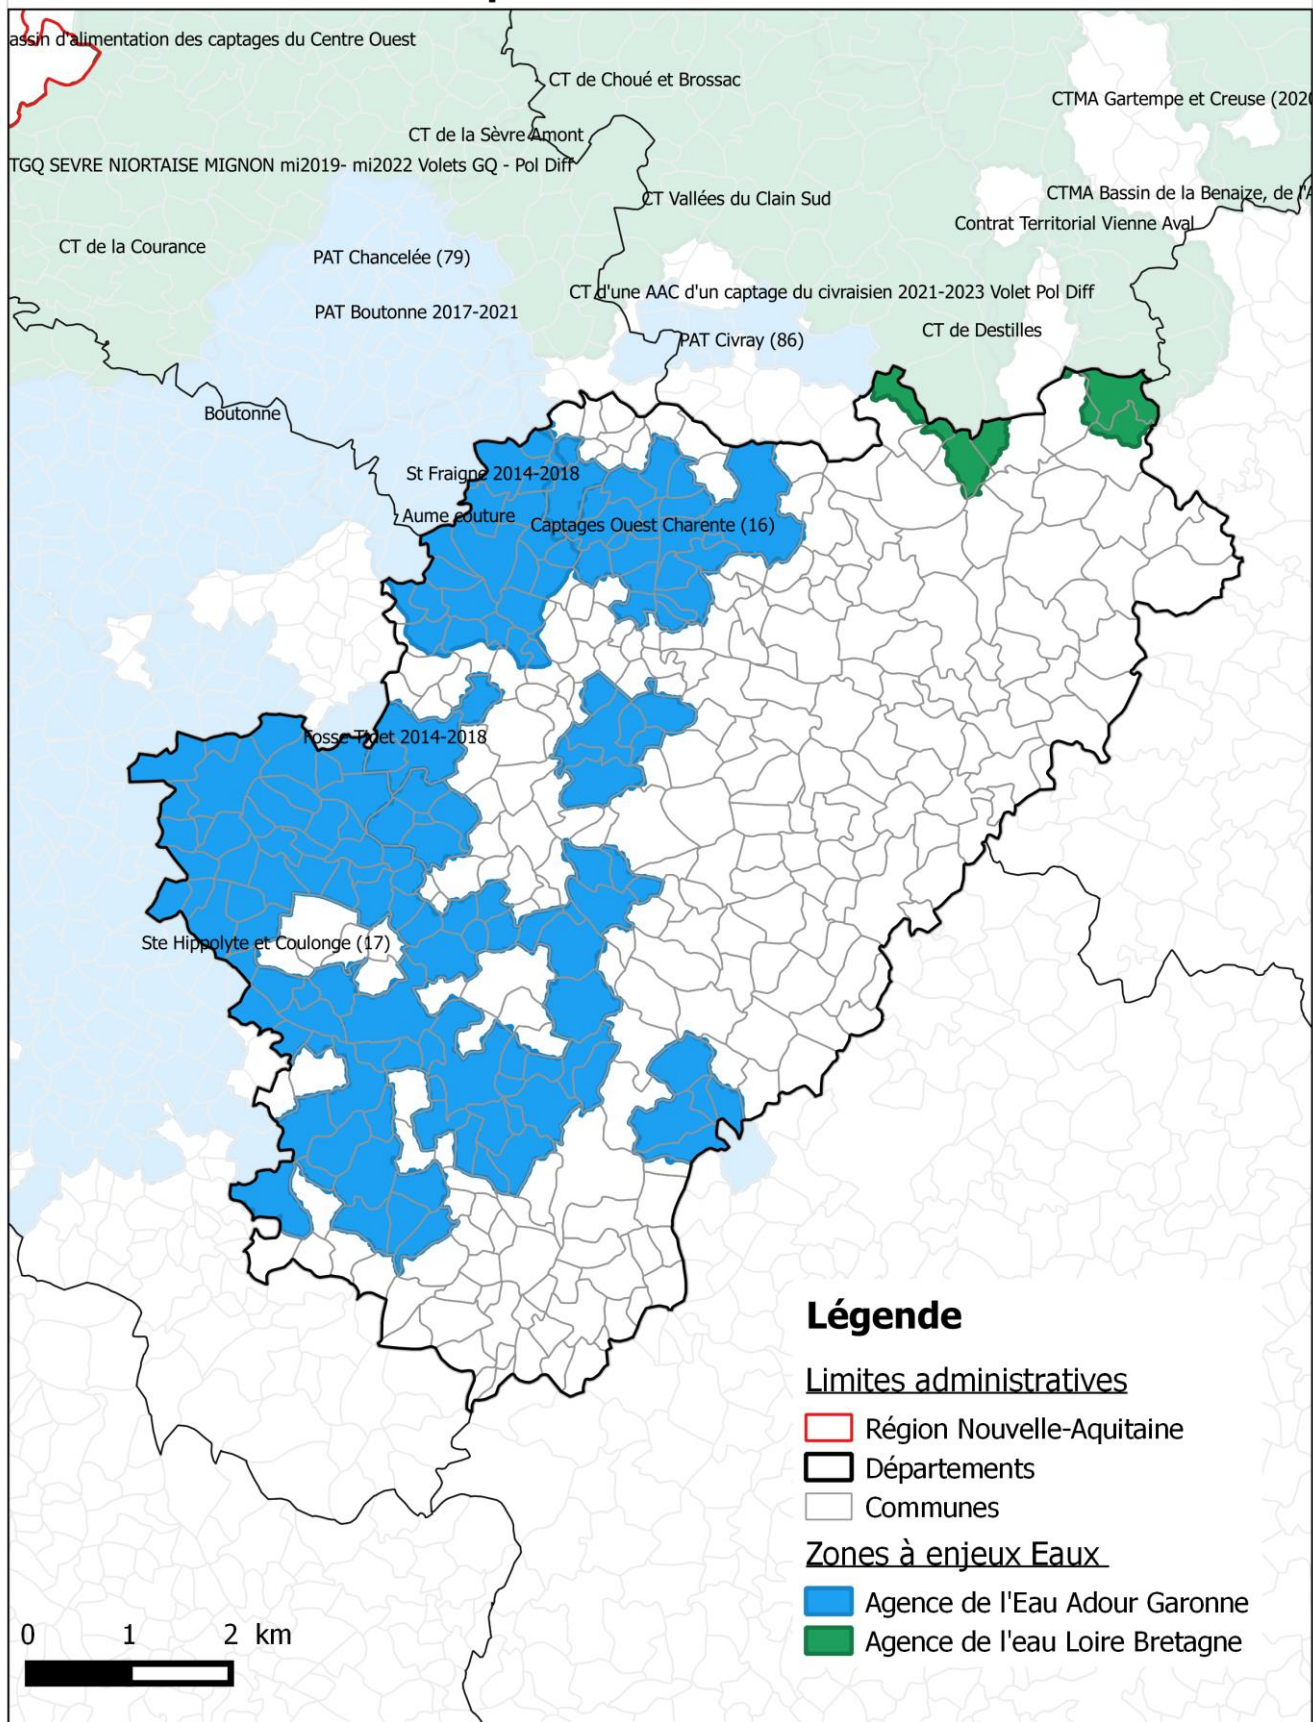 assin d'alimentation des captages du Centre Ouest
CT de Choué et Brossac
CTMA Gartempe et Creuse (202
CT de la Sèvre Amont
TGQ SEVRE NIORTAISE MIGNON mi2019- mi2022 Volets GQ - Pol Diff
CTMA Bassin de la Benaize, de l'A
CT Vallées du Clain Sud
Contrat Territorial Vienne Aval
CT de la Courance
PAT Chancelée (79)
CT d'une AAC d'un captage du civraisien 2021-2023 Volet Pol Diff
PAT Boutonne 2017-2021
CT de Destilles
PAT Civray (86)
Boutonne
St Fraigne 2014-2018
Aume couture
Captages Ouest Charente (16)
Fosse Tidet 2014-2018
Ste Hippolyte et Coulonge (17)
Légende
Limites administratives
Région Nouvelle-Aquitaine
Départements
Communes
Zones à enjeux Eaux
Agence de l'Eau Adour Garonne
Agence de l'eau Loire Bretagne
0 1 2 km